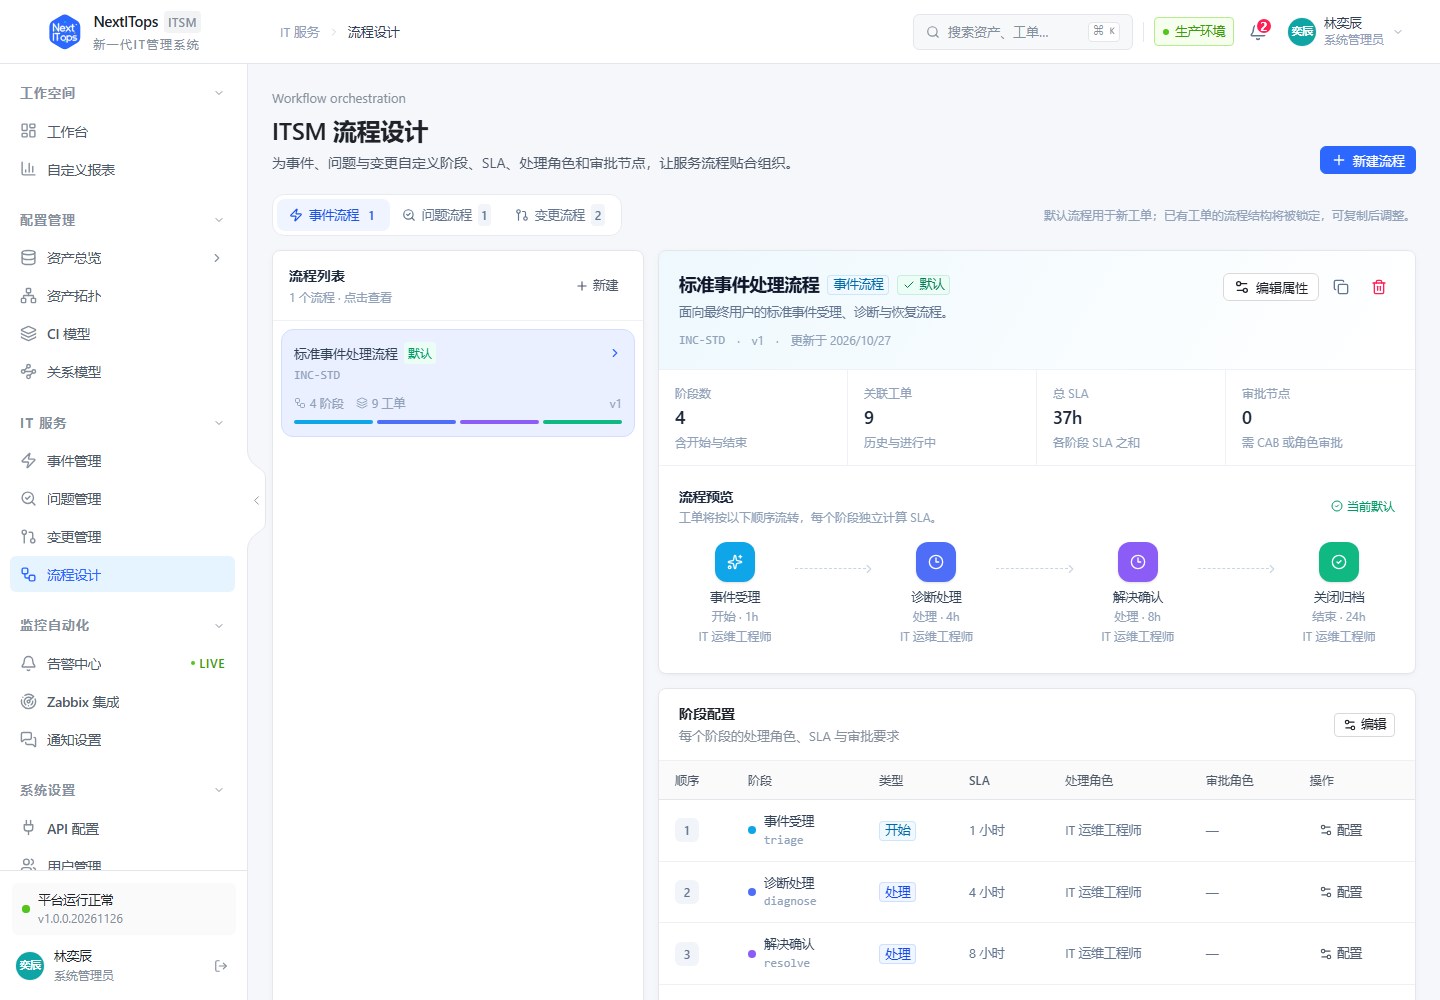 Next
ITops
NextITops ITSM
新一代IT管理系统
IT 服务 流程设计
搜索资产、工单... ⌘ K
生产环境
2
奕辰
林奕辰
系统管理员
工作空间
工作台
自定义报表
配置管理
资产总览
资产拓扑
CI 模型
关系模型
IT 服务
事件管理
问题管理
变更管理
流程设计
监控自动化
告警中心 LIVE
Zabbix 集成
通知设置
系统设置
API 配置
用户管理
平台运行正常
v1.0.0.20261126
奕辰
林奕辰
系统管理员
Workflow orchestration
ITSM 流程设计
为事件、问题与变更自定义阶段、SLA、处理角色和审批节点，让服务流程贴合组织。
新建流程
事件流程 1 问题流程 1 变更流程 2
默认流程用于新工单；已有工单的流程结构将被锁定，可复制后调整。
流程列表
1 个流程 · 点击查看
新建
标准事件处理流程 默认
INC-STD
4 阶段 9 工单 v1
标准事件处理流程 事件流程 默认
编辑属性
面向最终用户的标准事件受理、诊断与恢复流程。
INC-STD · v1 · 更新于 2026/10/27
阶段数
4
含开始与结束
关联工单
9
历史与进行中
总 SLA
37h
各阶段 SLA 之和
审批节点
0
需 CAB 或角色审批
流程预览
工单将按以下顺序流转，每个阶段独立计算 SLA。
当前默认
事件受理
开始 · 1h
IT 运维工程师
诊断处理
处理 · 4h
IT 运维工程师
解决确认
处理 · 8h
IT 运维工程师
关闭归档
结束 · 24h
IT 运维工程师
阶段配置
每个阶段的处理角色、SLA 与审批要求
编辑
顺序 阶段 类型 SLA 处理角色 审批角色 操作
1 事件受理 开始 1 小时 IT 运维工程师 — 配置
triage
2 诊断处理 处理 4 小时 IT 运维工程师 — 配置
diagnose
3 解决确认 处理 8 小时 IT 运维工程师 — 配置
resolve